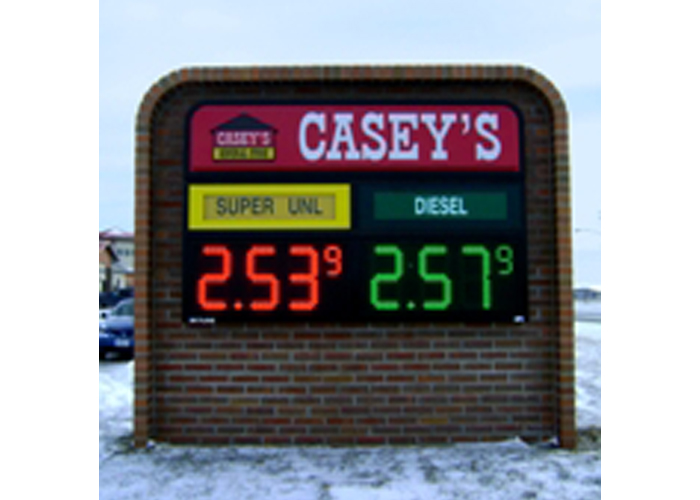 CASEY'S
CASEY'S
SUPER UNL
DIESEL
2.539
2.579